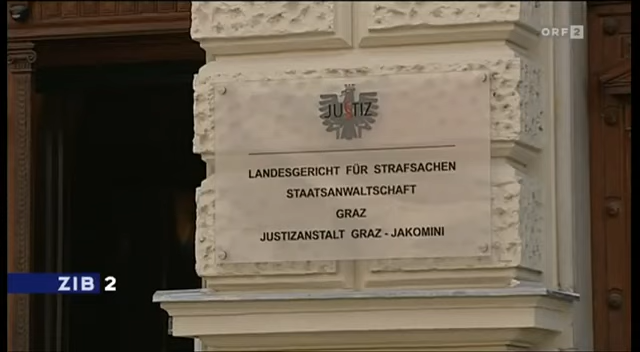 ORF 2
JUSTIZ
LANDESGERICHT FÜR STRAFSACHEN
STAATSANWALTSCHAFT
GRAZ
JUSTIZANSTALT GRAZ - JAKOMINI
ZIB 2